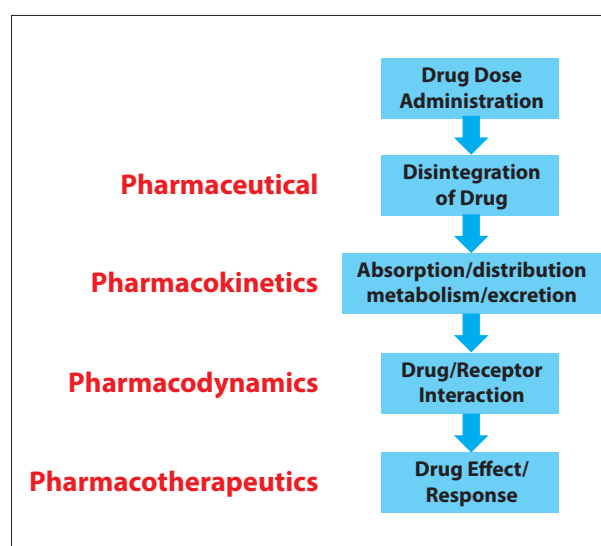 Drug Dose
Administration
Pharmaceutical
Disintegration
of Drug
Pharmacokinetics
Absorption/distribution
metabolism/excretion
Pharmacodynamics
Drug/Receptor
Interaction
Pharmacotherapeutics
Drug Effect/
Response